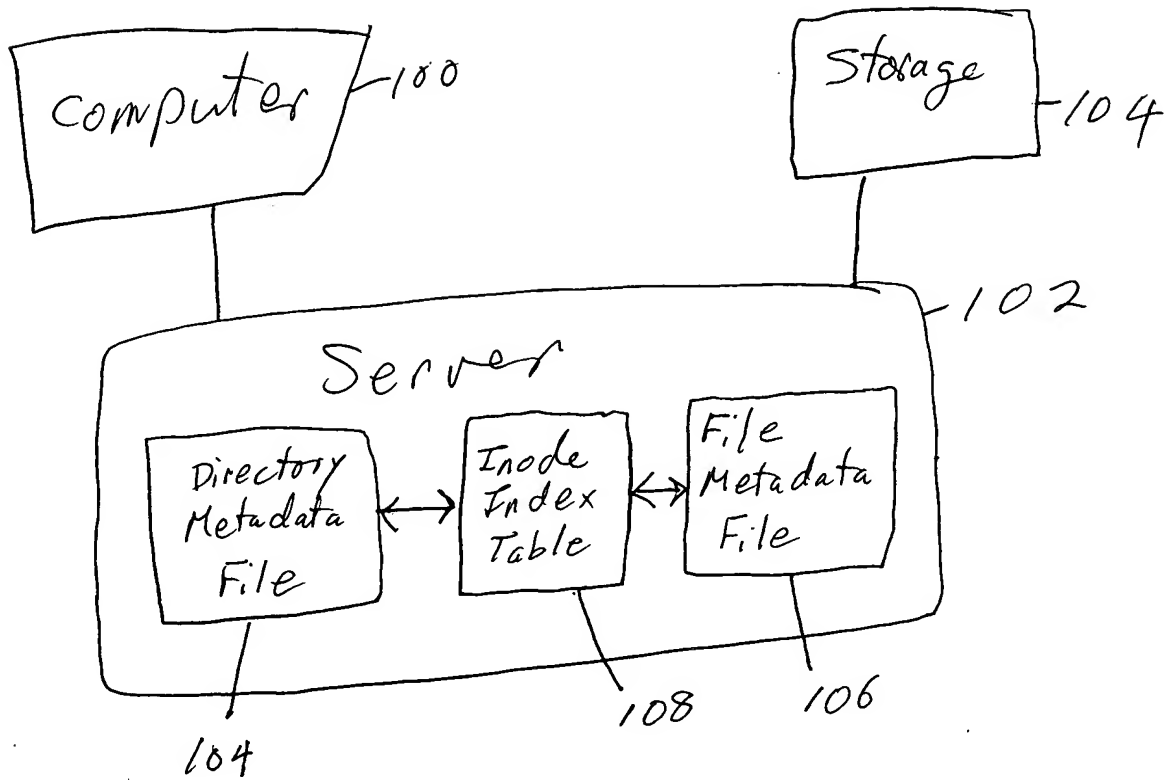 Computer
100
Storage
104
102
Server
Directory
Metadata
File
Inode
Index
Table
File
Metadata
File
104
108
106